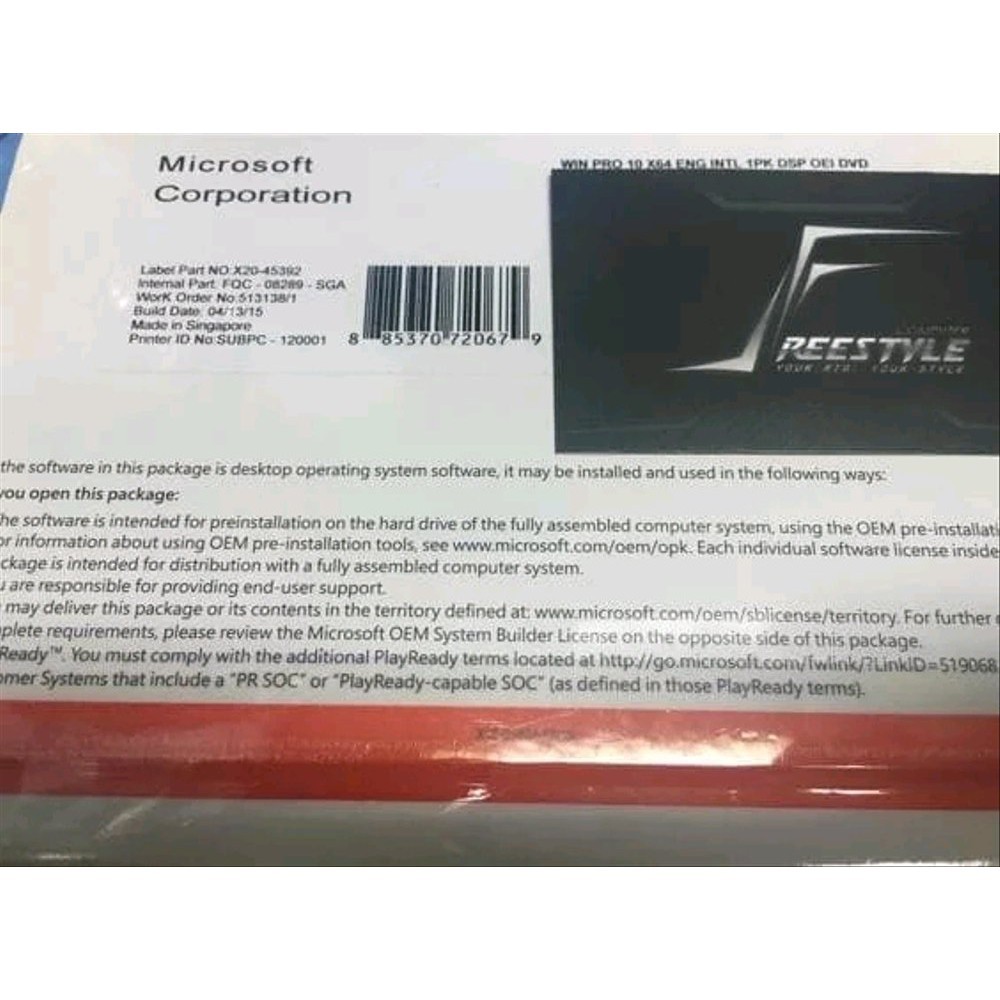 Microsoft
Corporation
WIN PRO 10 X64 ENG INTL 1PK DSP OEI DVD
Label Part NO:X20-45392
Internal Part: FQC - 08289 - SGA
WorK Order No:513138/1
Build Date: 04/13/15
Made in Singapore
Printer ID No:SUBPC - 120001
8 85370 72067 9
REESTYLE
YOUR STYLE
the software in this package is desktop operating system software, it may be installed and used in the following ways:
you open this package:
he software is intended for preinstallation on the hard drive of the fully assembled computer system, using the OEM pre-installati
or information about using OEM pre-installation tools, see www.microsoft.com/oem/opk. Each individual software license inside
ckage is intended for distribution with a fully assembled computer system.
u are responsible for providing end-user support.
may deliver this package or its contents in the territory defined at: www.microsoft.com/oem/sblicense/territory. For further
plete requirements, please review the Microsoft OEM System Builder License on the opposite side of this package.
Ready™. You must comply with the additional PlayReady terms located at http://go.microsoft.com/fwlink/?LinkID=519068
omer Systems that include a "PR SOC" or "PlayReady-capable SOC" (as defined in those PlayReady terms).